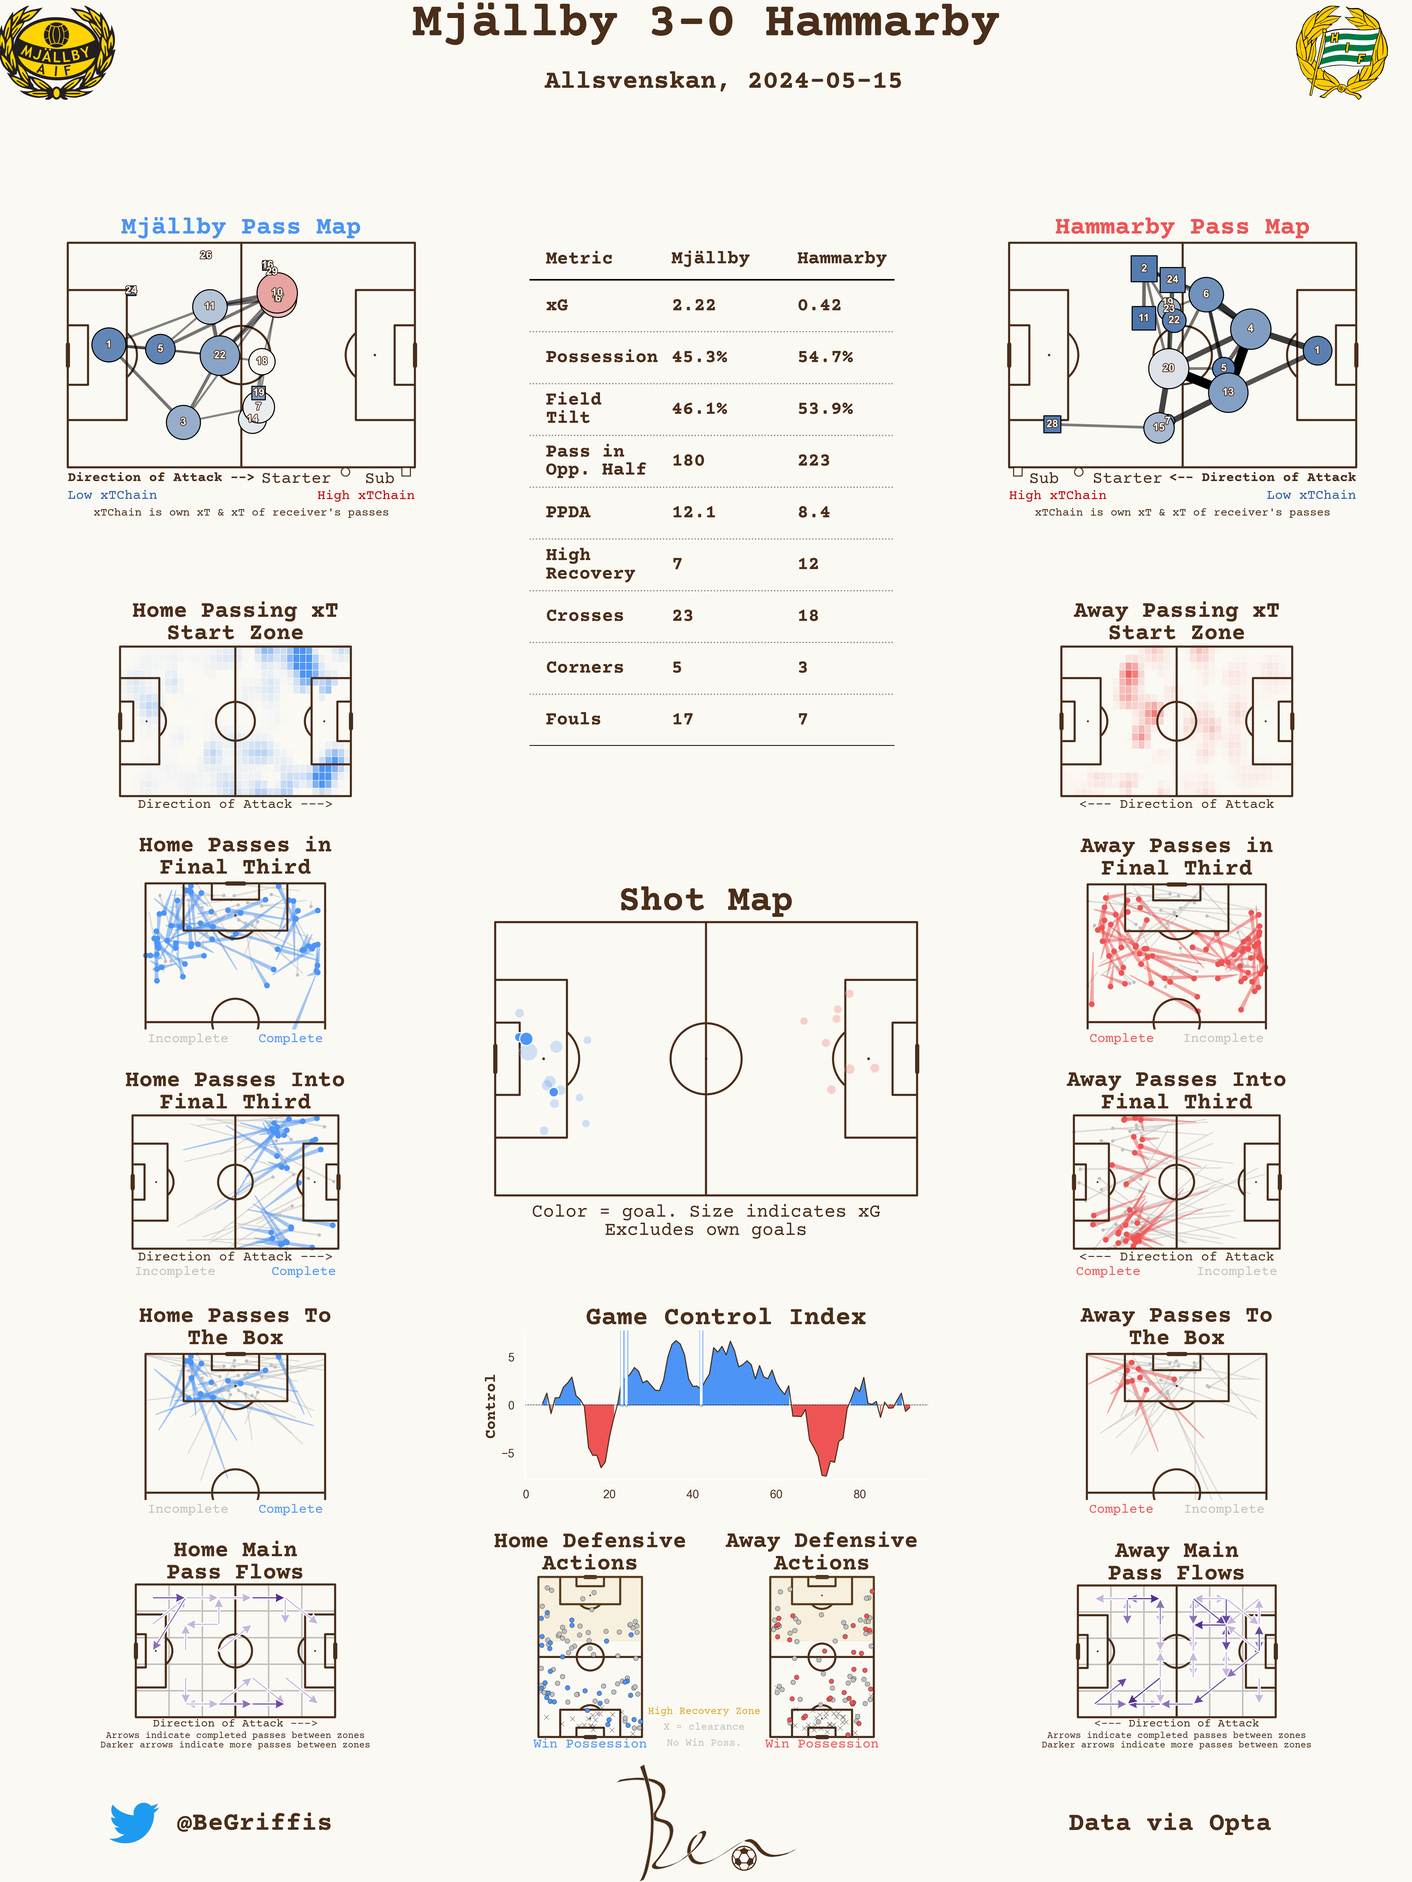 Mjällby 3-0 Hammarby
Allsvenskan, 2024-05-15
MJÄLLBY
AIF
HIF
Mjällby Pass Map
26
16
29
24
10
6
11
1
5
22
18
19
7
14
3
Direction of Attack --> Starter Sub
Low xTChain High xTChain
xTChain is own xT & xT of receiver's passes
Metric Mjällby Hammarby
xG 2.22 0.42
Possession 45.3% 54.7%
Field
Tilt 46.1% 53.9%
Pass in
Opp. Half 180 223
PPDA 12.1 8.4
High
Recovery 7 12
Crosses 23 18
Corners 5 3
Fouls 17 7
Hammarby Pass Map
2
24
6
19
23
11
22
4
1
20
5
13
28
15
7
Sub Starter <-- Direction of Attack
High xTChain Low xTChain
xTChain is own xT & xT of receiver's passes
Home Passing xT
Start Zone
Direction of Attack --->
Away Passing xT
Start Zone
<--- Direction of Attack
Home Passes in
Final Third
Incomplete Complete
Shot Map
Color = goal. Size indicates xG
Excludes own goals
Away Passes in
Final Third
Complete Incomplete
Home Passes Into
Final Third
Direction of Attack --->
Incomplete Complete
Away Passes Into
Final Third
<--- Direction of Attack
Complete Incomplete
Home Passes To
The Box
Incomplete Complete
Game Control Index
Control
5
0
−5
0 20 40 60 80
Away Passes To
The Box
Complete Incomplete
Home Main
Pass Flows
Direction of Attack --->
Arrows indicate completed passes between zones
Darker arrows indicate more passes between zones
Home Defensive
Actions
Win Possession
High Recovery Zone
X = clearance
No Win Poss.
Away Defensive
Actions
Win Possession
Away Main
Pass Flows
<--- Direction of Attack
Arrows indicate completed passes between zones
Darker arrows indicate more passes between zones
@BeGriffis
Ben
Data via Opta